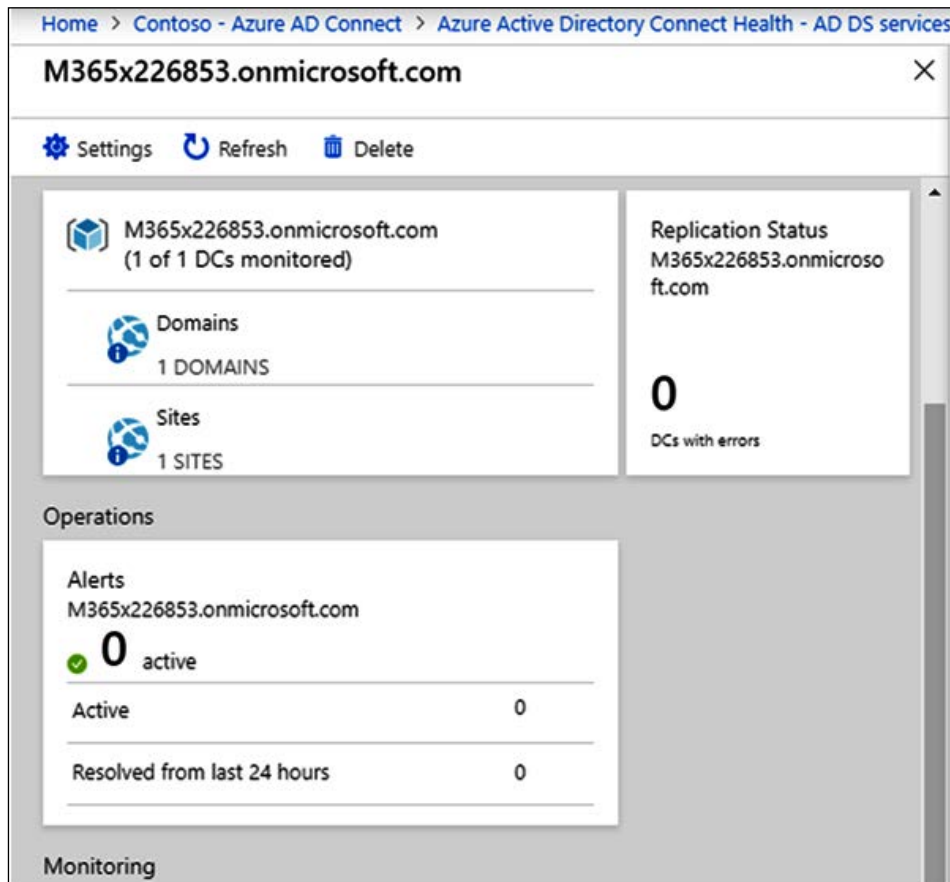 Home > Contoso - Azure AD Connect > Azure Active Directory Connect Health - AD DS services
M365x226853.onmicrosoft.com
Settings Refresh Delete
M365x226853.onmicrosoft.com
(1 of 1 DCs monitored)
Domains
1 DOMAINS
Sites
1 SITES
Replication Status
M365x226853.onmicroso
ft.com
0
DCs with errors
Operations
Alerts
M365x226853.onmicrosoft.com
0 active
Active 0
Resolved from last 24 hours 0
Monitoring